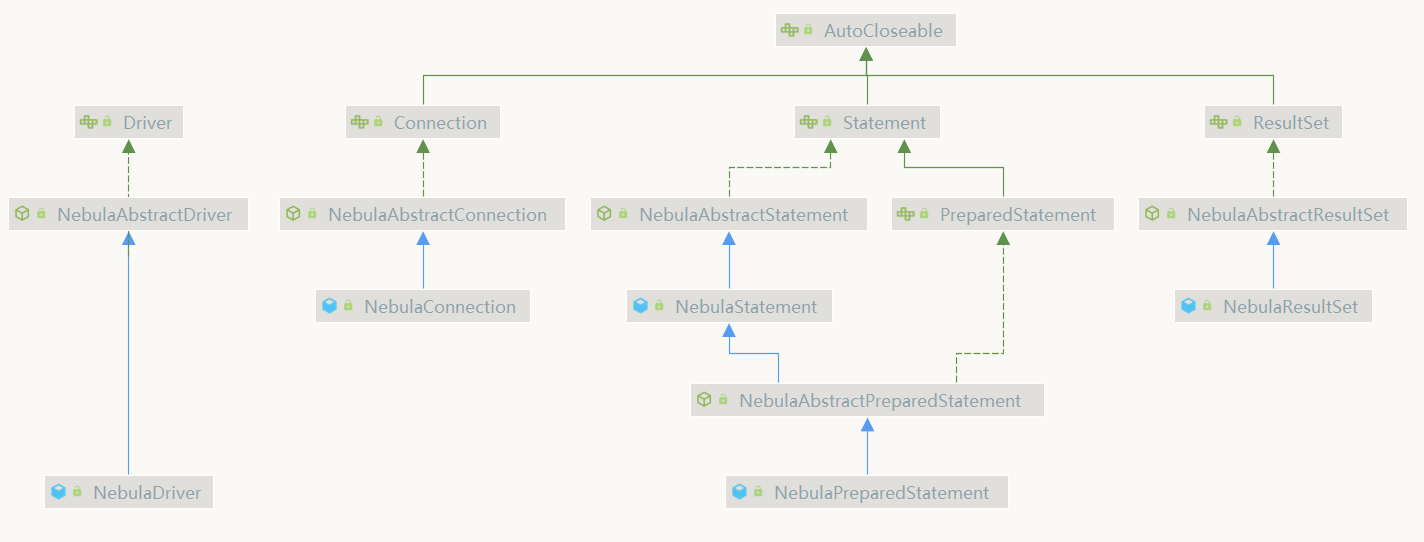 AutoCloseable
Driver
Connection
Statement
ResultSet
NebulaAbstractDriver
NebulaAbstractConnection
NebulaAbstractStatement
PreparedStatement
NebulaAbstractResultSet
NebulaConnection
NebulaStatement
NebulaResultSet
NebulaAbstractPreparedStatement
NebulaDriver
NebulaPreparedStatement